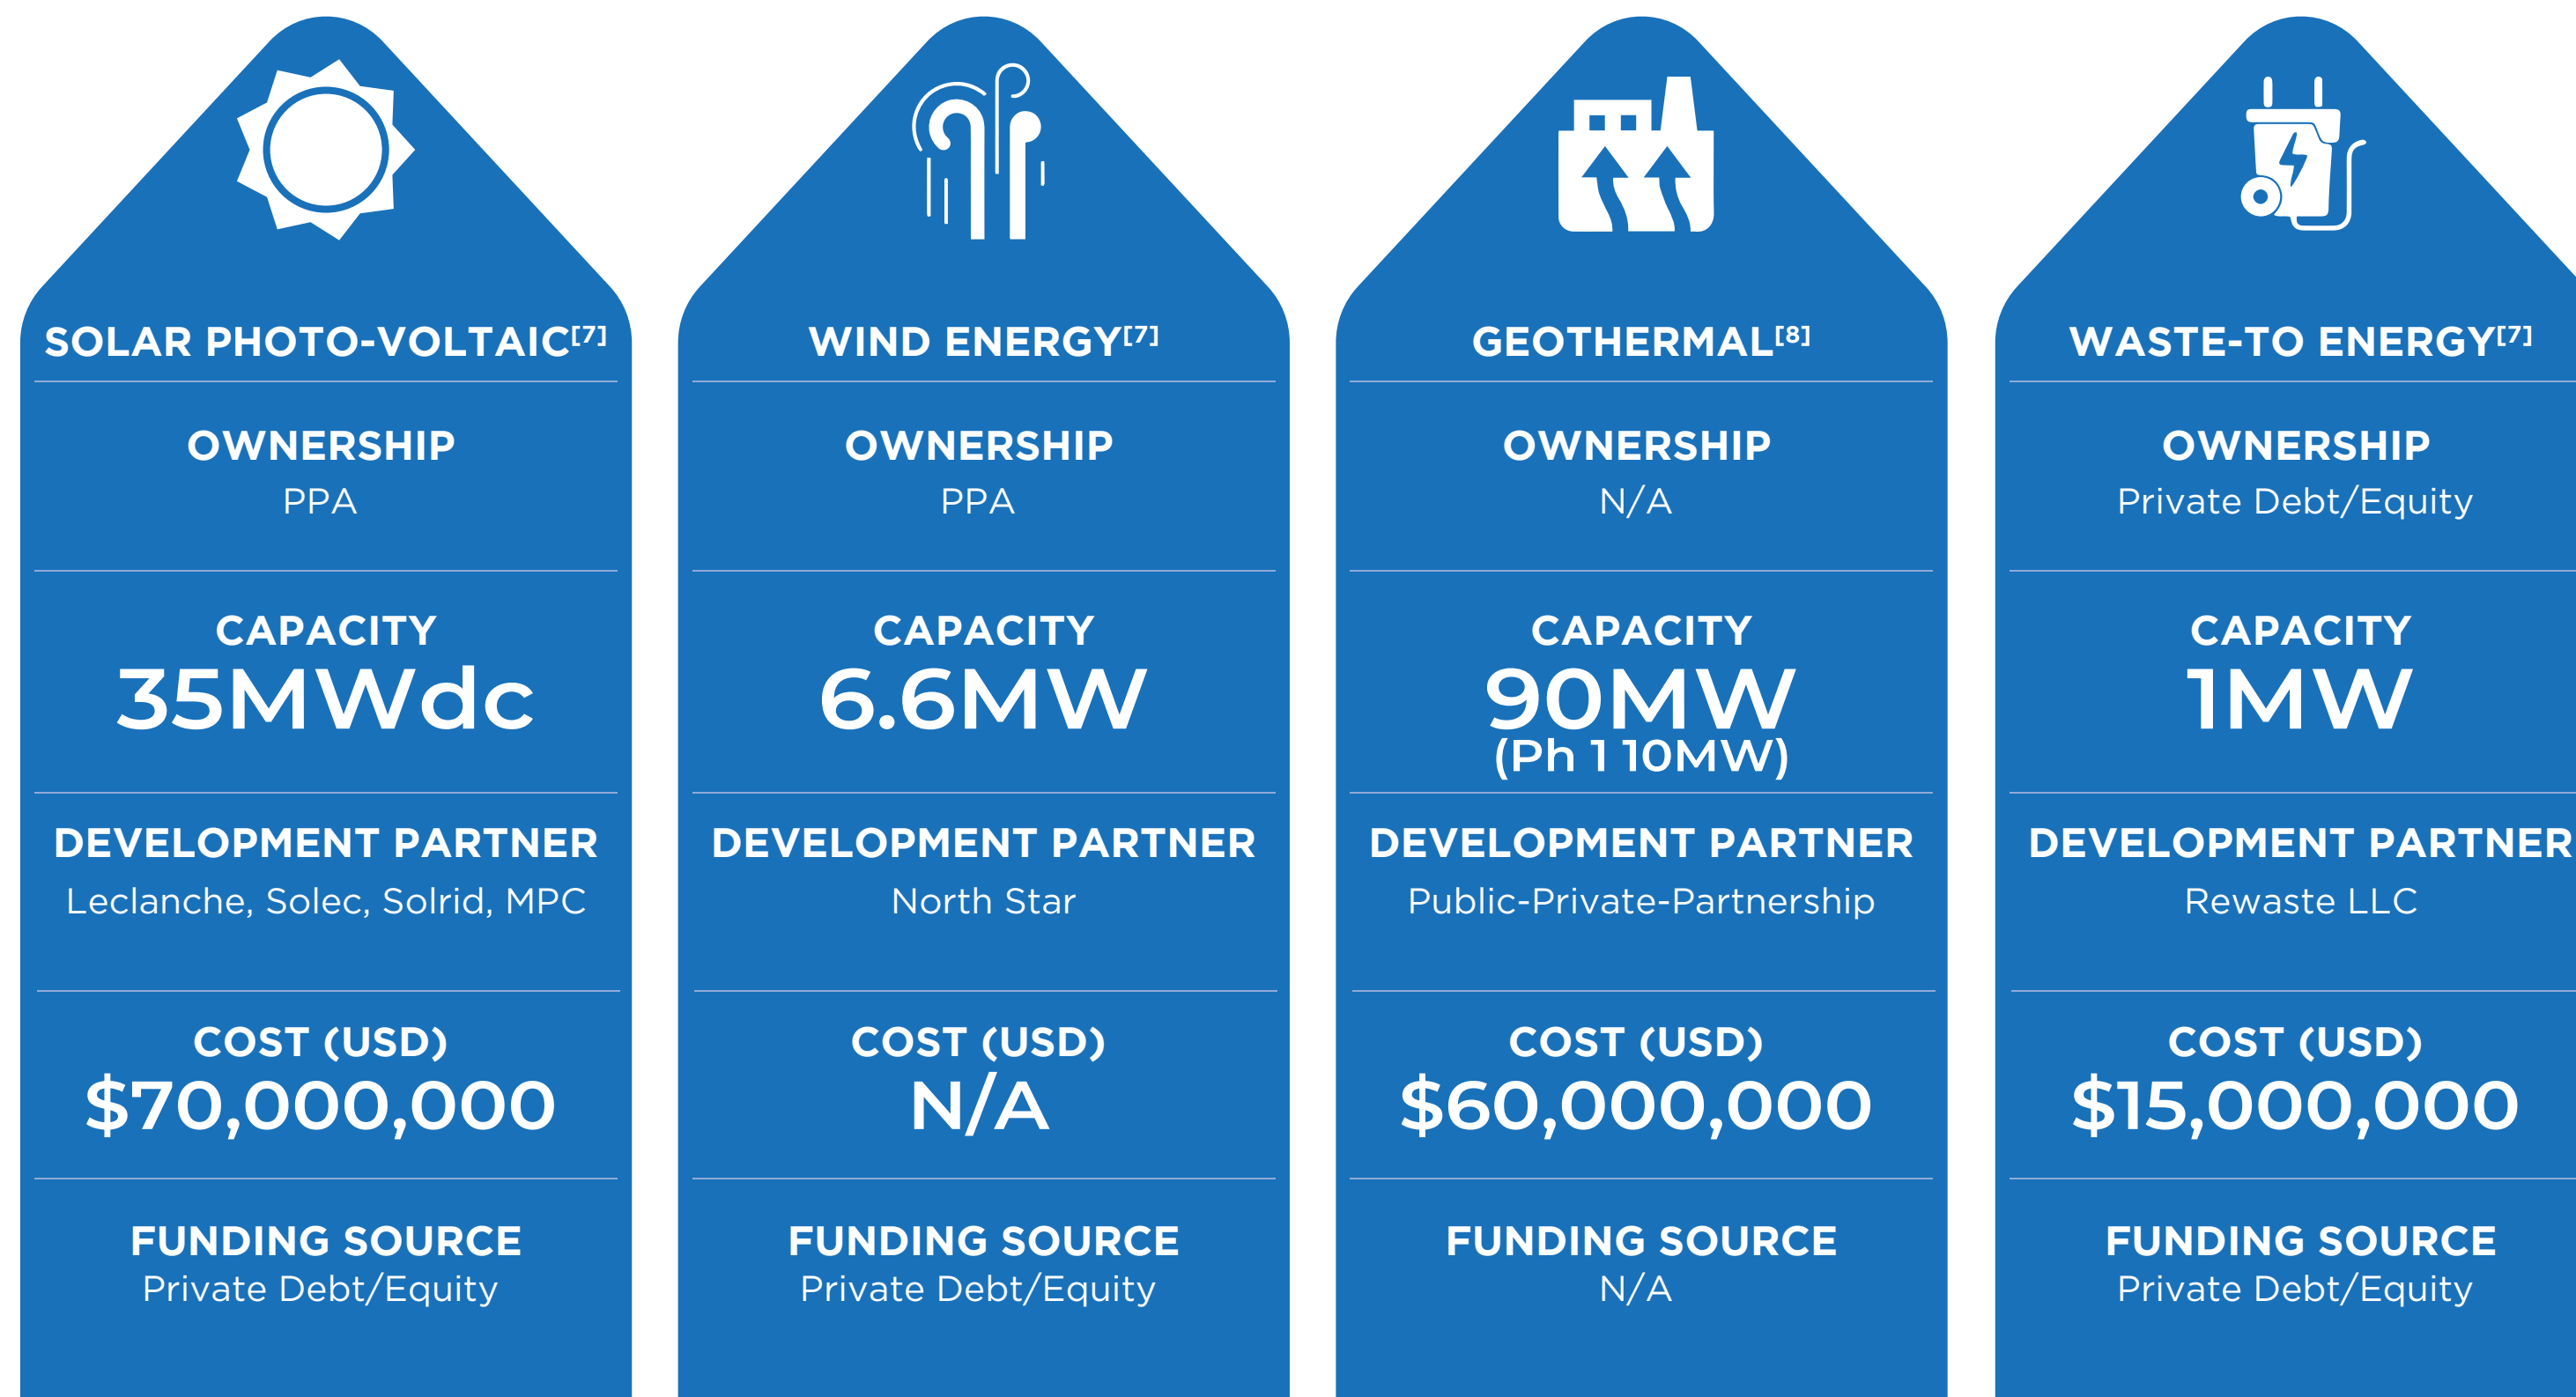 SOLAR PHOTO-VOLTAIC[7]
OWNERSHIP
PPA
CAPACITY
35MWdc
DEVELOPMENT PARTNER
Leclanche, Solec, Solrid, MPC
COST (USD)
$70,000,000
FUNDING SOURCE
Private Debt/Equity
WIND ENERGY[7]
OWNERSHIP
PPA
CAPACITY
6.6MW
DEVELOPMENT PARTNER
North Star
COST (USD)
N/A
FUNDING SOURCE
Private Debt/Equity
GEOTHERMAL[8]
OWNERSHIP
N/A
CAPACITY
90MW
(Ph 1 10MW)
DEVELOPMENT PARTNER
Public-Private-Partnership
COST (USD)
$60,000,000
FUNDING SOURCE
N/A
WASTE-TO ENERGY[7]
OWNERSHIP
Private Debt/Equity
CAPACITY
1MW
DEVELOPMENT PARTNER
Rewaste LLC
COST (USD)
$15,000,000
FUNDING SOURCE
Private Debt/Equity